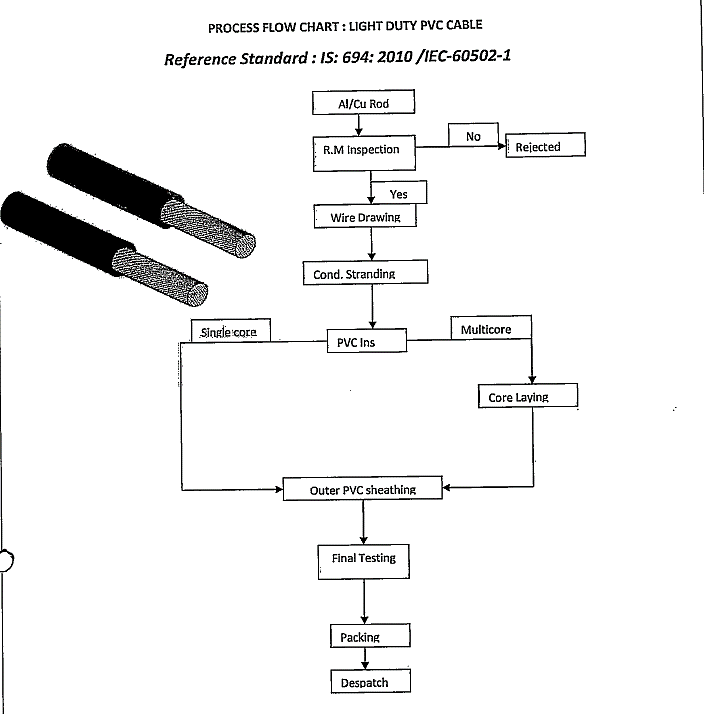 PROCESS FLOW CHART : LIGHT DUTY PVC CABLE
Reference Standard : IS: 694: 2010 /IEC-60502-1
Al/Cu Rod
R.M Inspection
No
Rejected
Yes
Wire Drawing
Cond. Stranding
Single core
PVC Ins
Multicore
Core Laying
Outer PVC sheathing
Final Testing
Packing
Despatch